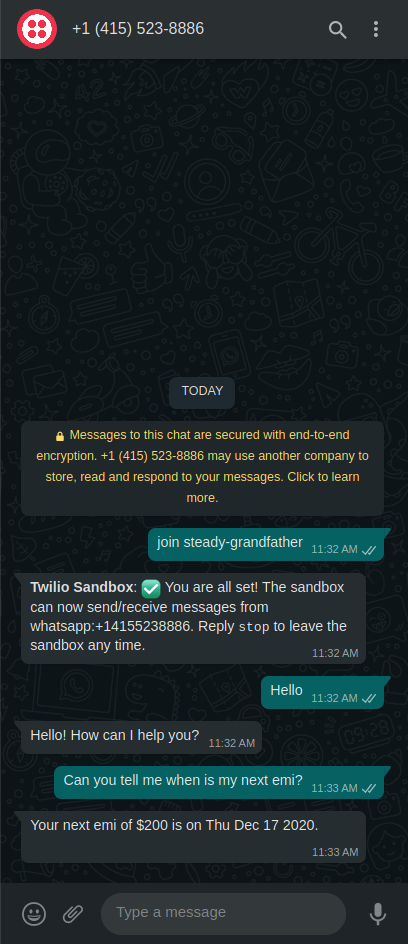 +1 (415) 523-8886
TODAY
🔒 Messages to this chat are secured with end-to-end
encryption. +1 (415) 523-8886 may use another company to
store, read and respond to your messages. Click to learn
more.
join steady-grandfather 11:32 AM
Twilio Sandbox: ✅ You are all set! The sandbox
can now send/receive messages from
whatsapp:+14155238886. Reply stop to leave the
sandbox any time.
11:32 AM
Hello 11:32 AM
Hello! How can I help you? 11:32 AM
Can you tell me when is my next emi? 11:33 AM
Your next emi of $200 is on Thu Dec 17 2020.
11:33 AM
Type a message